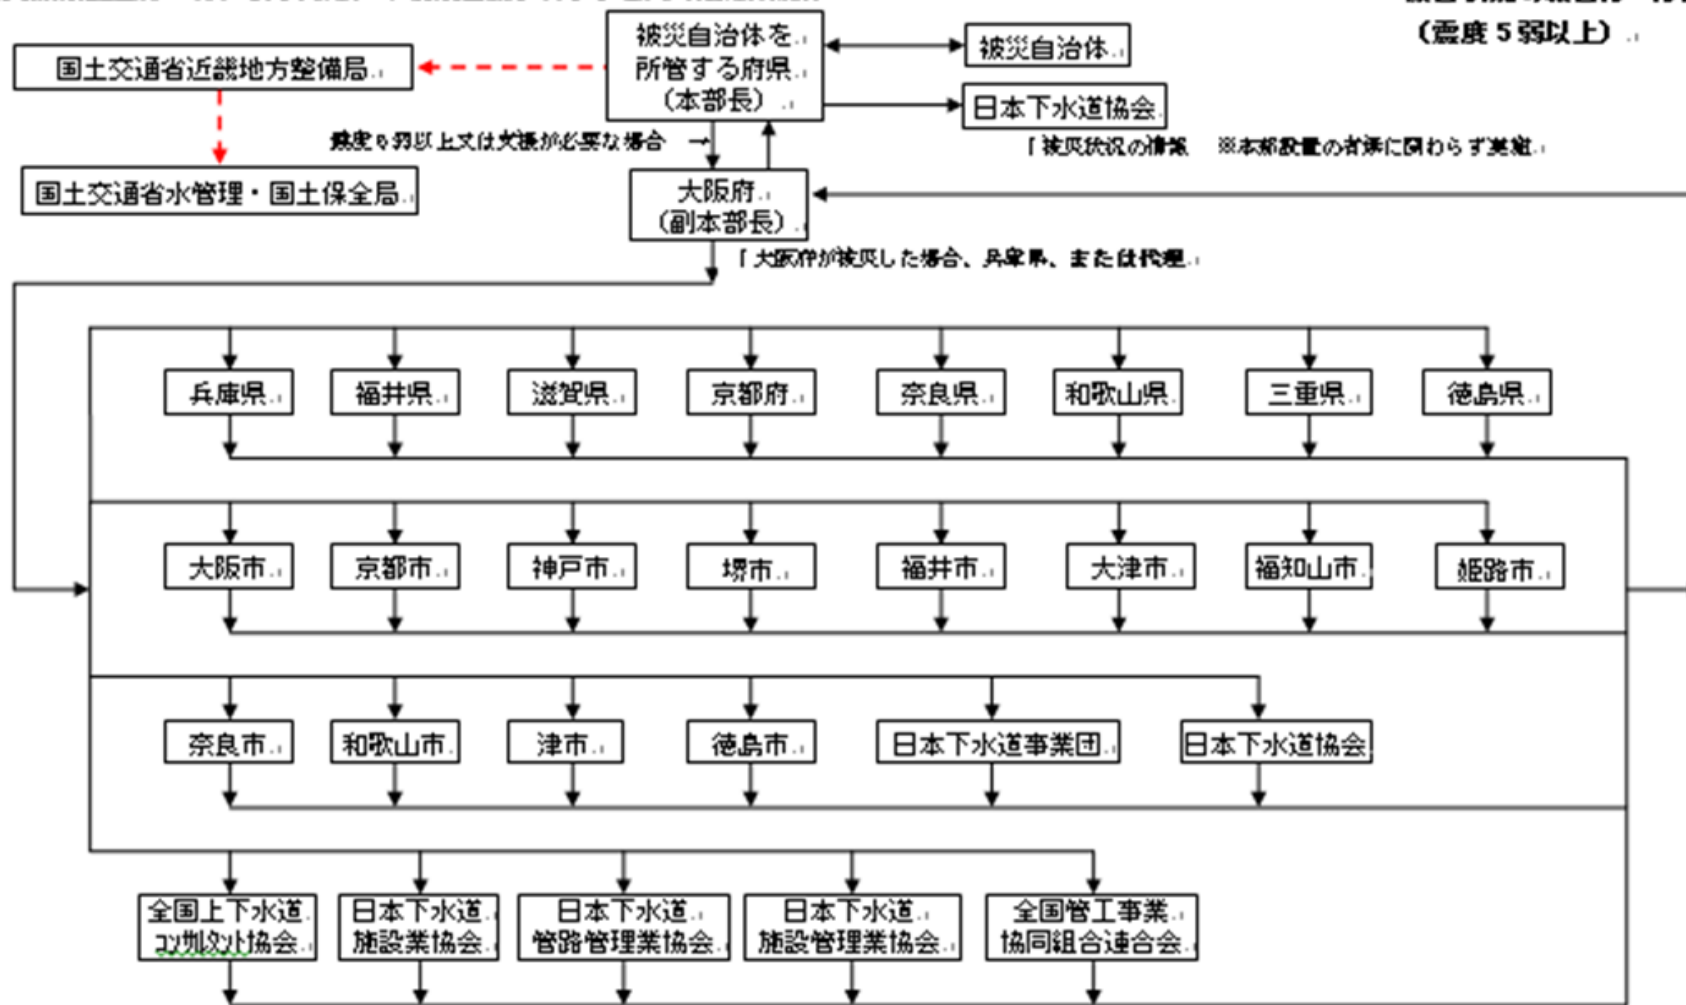 （震度５弱以上）
被災自治体を
所管する府県
（本部長）
被災自治体
国土交通省近畿地方整備局
日本下水道協会
震度６弱以上又は支援が必要な場合
「被災状況の情報　※本部設置の有無に関わらず実施
国土交通省水管理・国土保全局
大阪府
（副本部長）
「大阪府が被災した場合、兵庫県、または代理
兵庫県
福井県
滋賀県
京都府
奈良県
和歌山県
三重県
徳島県
大阪市
京都市
神戸市
堺市
福井市
大津市
福知山市
姫路市
奈良市
和歌山市
津市
徳島市
日本下水道事業団
日本下水道協会
全国上下水道
ｺﾝｻﾙﾀﾝﾄ協会
日本下水道
施設業協会
日本下水道
管路管理業協会
日本下水道
施設管理業協会
全国管工事業
協同組合連合会